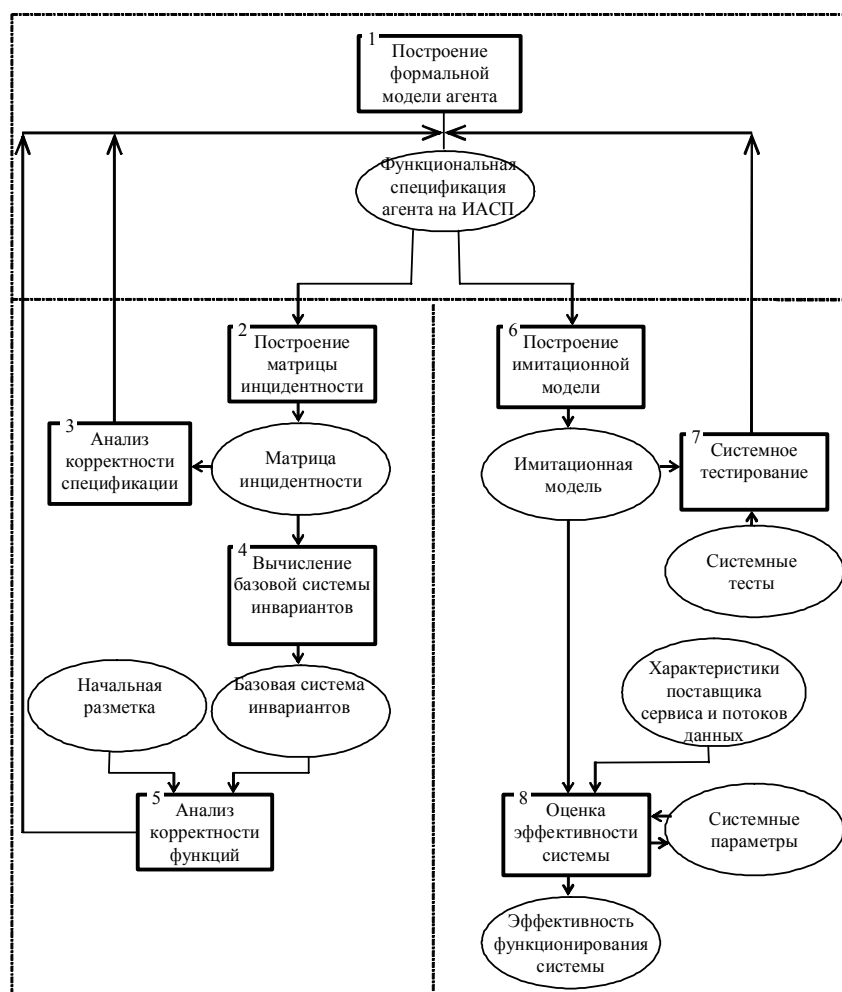 1
Построение
формальной
модели агента
Функциональная
спецификация
агента на ИАСП
2
Построение
матрицы
инцидентности
6
Построение
имитационной
модели
3
Анализ
корректности
спецификации
Матрица
инцидентности
Имитационная
модель
7
Системное
тестирование
4
Вычисление
базовой системы
инвариантов
Системные
тесты
Начальная
разметка
Базовая система
инвариантов
Характеристики
поставщика
сервиса и потоков
данных
5
Анализ
корректности
функций
8
Оценка
эффективности
системы
Системные
параметры
Эффективность
функционирования
системы